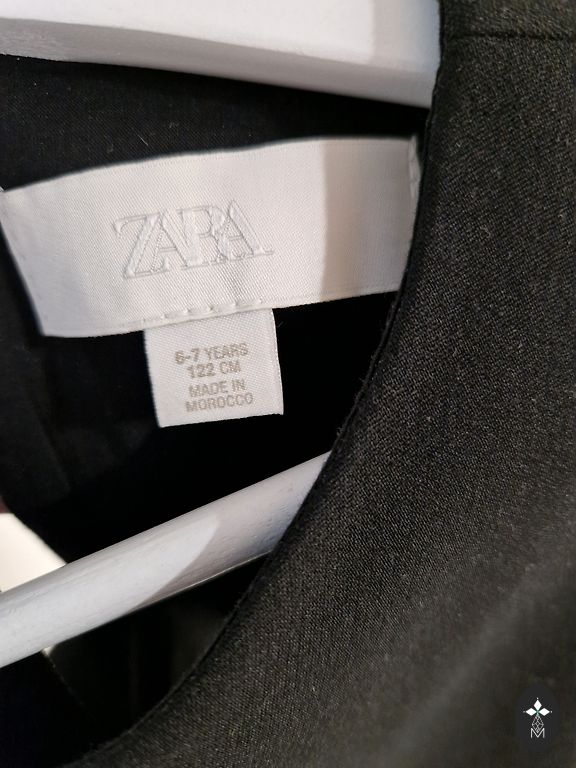 ZARA
6-7 YEARS
122 CM
MADE IN
MOROCCO
M